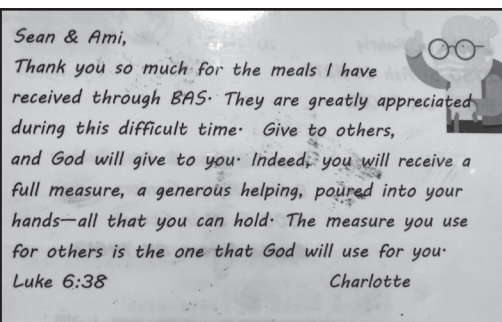 Sean & Ami,
Thank you so much for the meals I have
received through BAS. They are greatly appreciated
during this difficult time. Give to others,
and God will give to you. Indeed, you will receive a
full measure, a generous helping, poured into your
hands—all that you can hold. The measure you use
for others is the one that God will use for you.
Luke 6:38 Charlotte